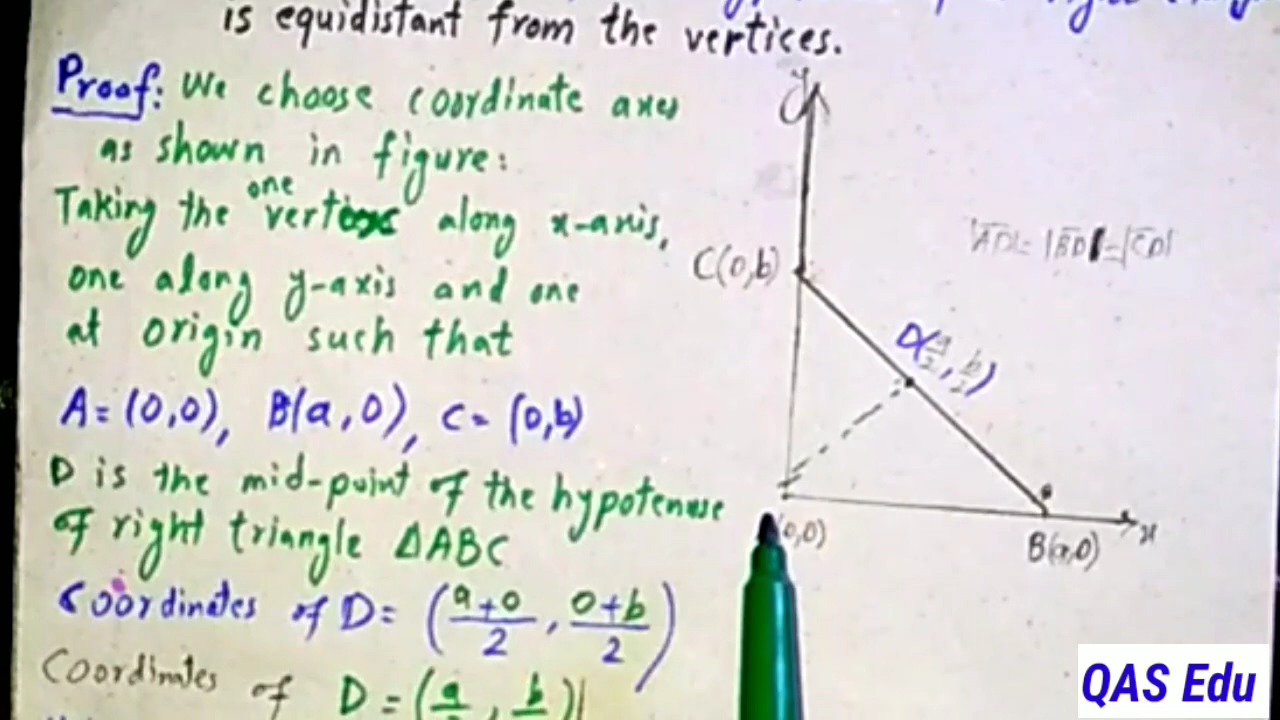 is equidistant from the vertices.
Proof: We choose coordinate axes
as shown in figure:
Taking the one vertex along x-axis,
one along y-axis and one
at origin such that
A = (0,0), B(a,0), C = (0,b)
D is the mid-point of the hypotenuse
of right triangle ΔABC
Coordinates of D = (a+0/2, 0+b/2)
Coordinates of D = (a/2, b/2)
y
|AD| = |BD| = |CD|
C(0,b)
D(a/2, b/2)
(0,0)
B(a,0)
x
QAS Edu